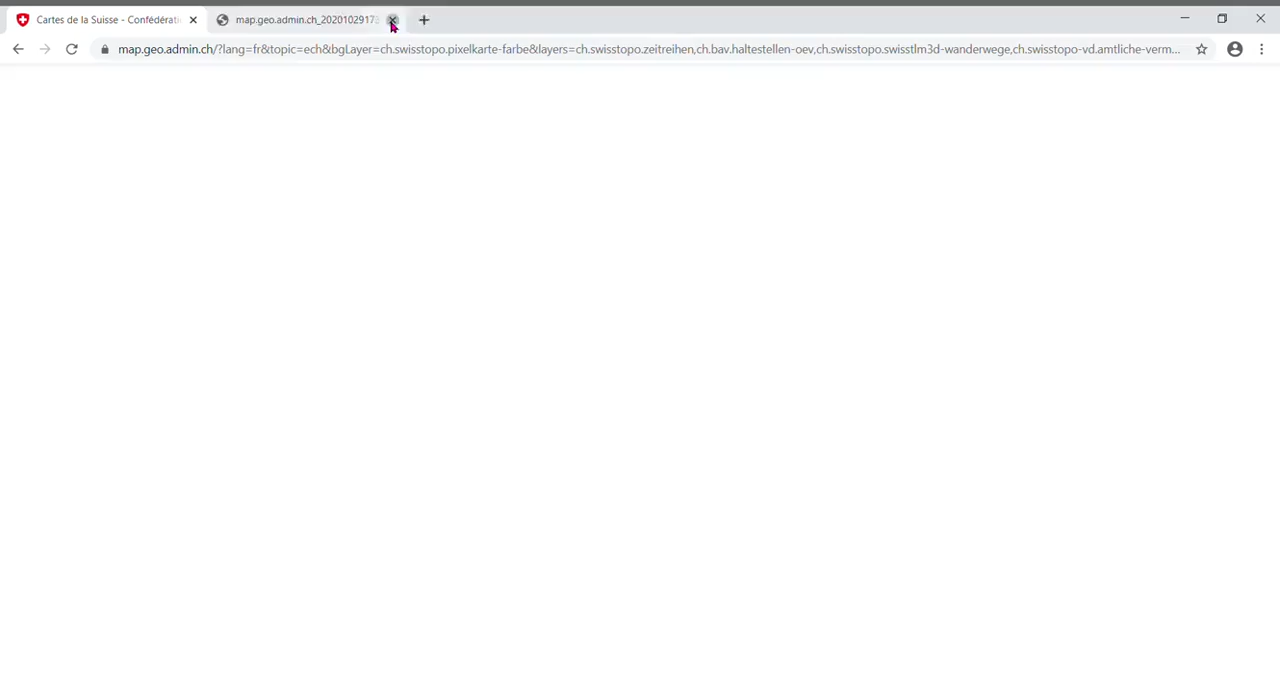 Cartes de la Suisse - Confédérati
map.geo.admin.ch_2020102917
map.geo.admin.ch/?lang=fr&topic=ech&bgLayer=ch.swisstopo.pixelkarte-farbe&layers=ch.swisstopo.zeitreihen,ch.bav.haltestellen-oev,ch.swisstopo.swisstlm3d-wanderwege,ch.swisstopo-vd.amtliche-verm...